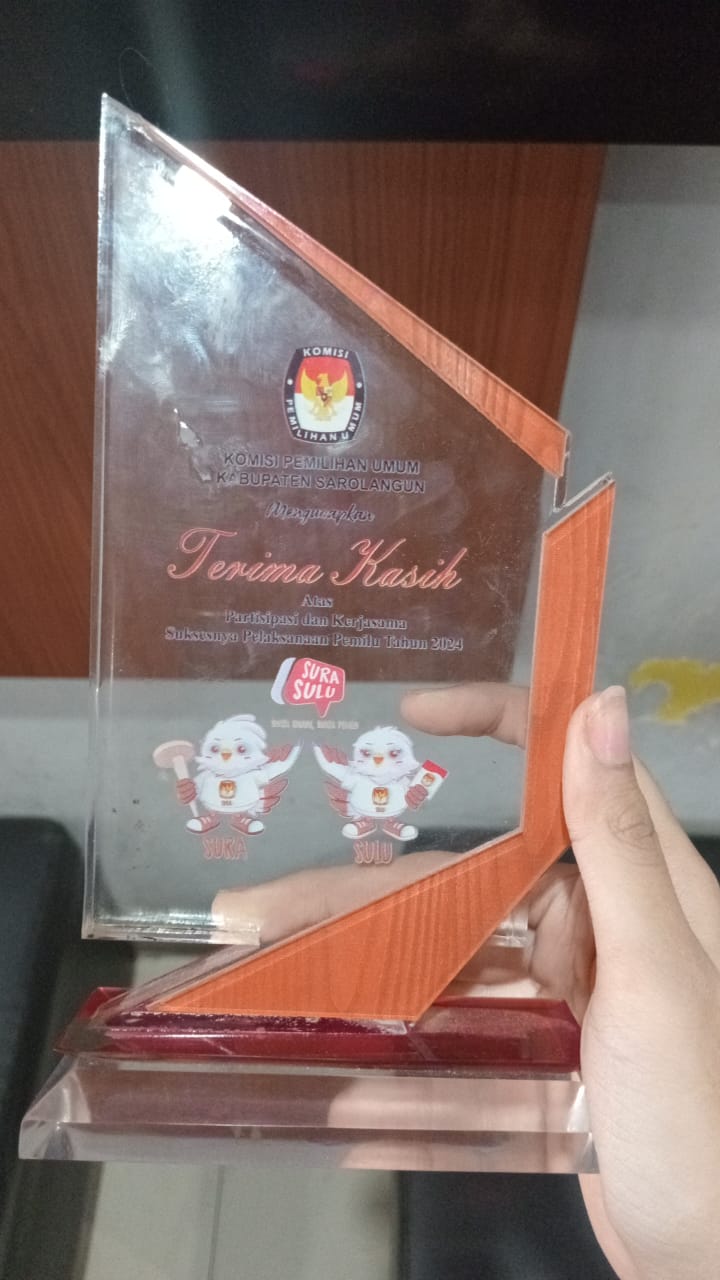 KOMISI
PEMILIHAN UMUM
KOMISI PEMILIHAN UMUM
KABUPATEN SAROLANGUN
Mengucapkan
Terima Kasih
Atas
Partisipasi dan Kerjasama
Suksesnya Pelaksanaan Pemilu Tahun 2024
SURA
SULU
SUKA
SULU